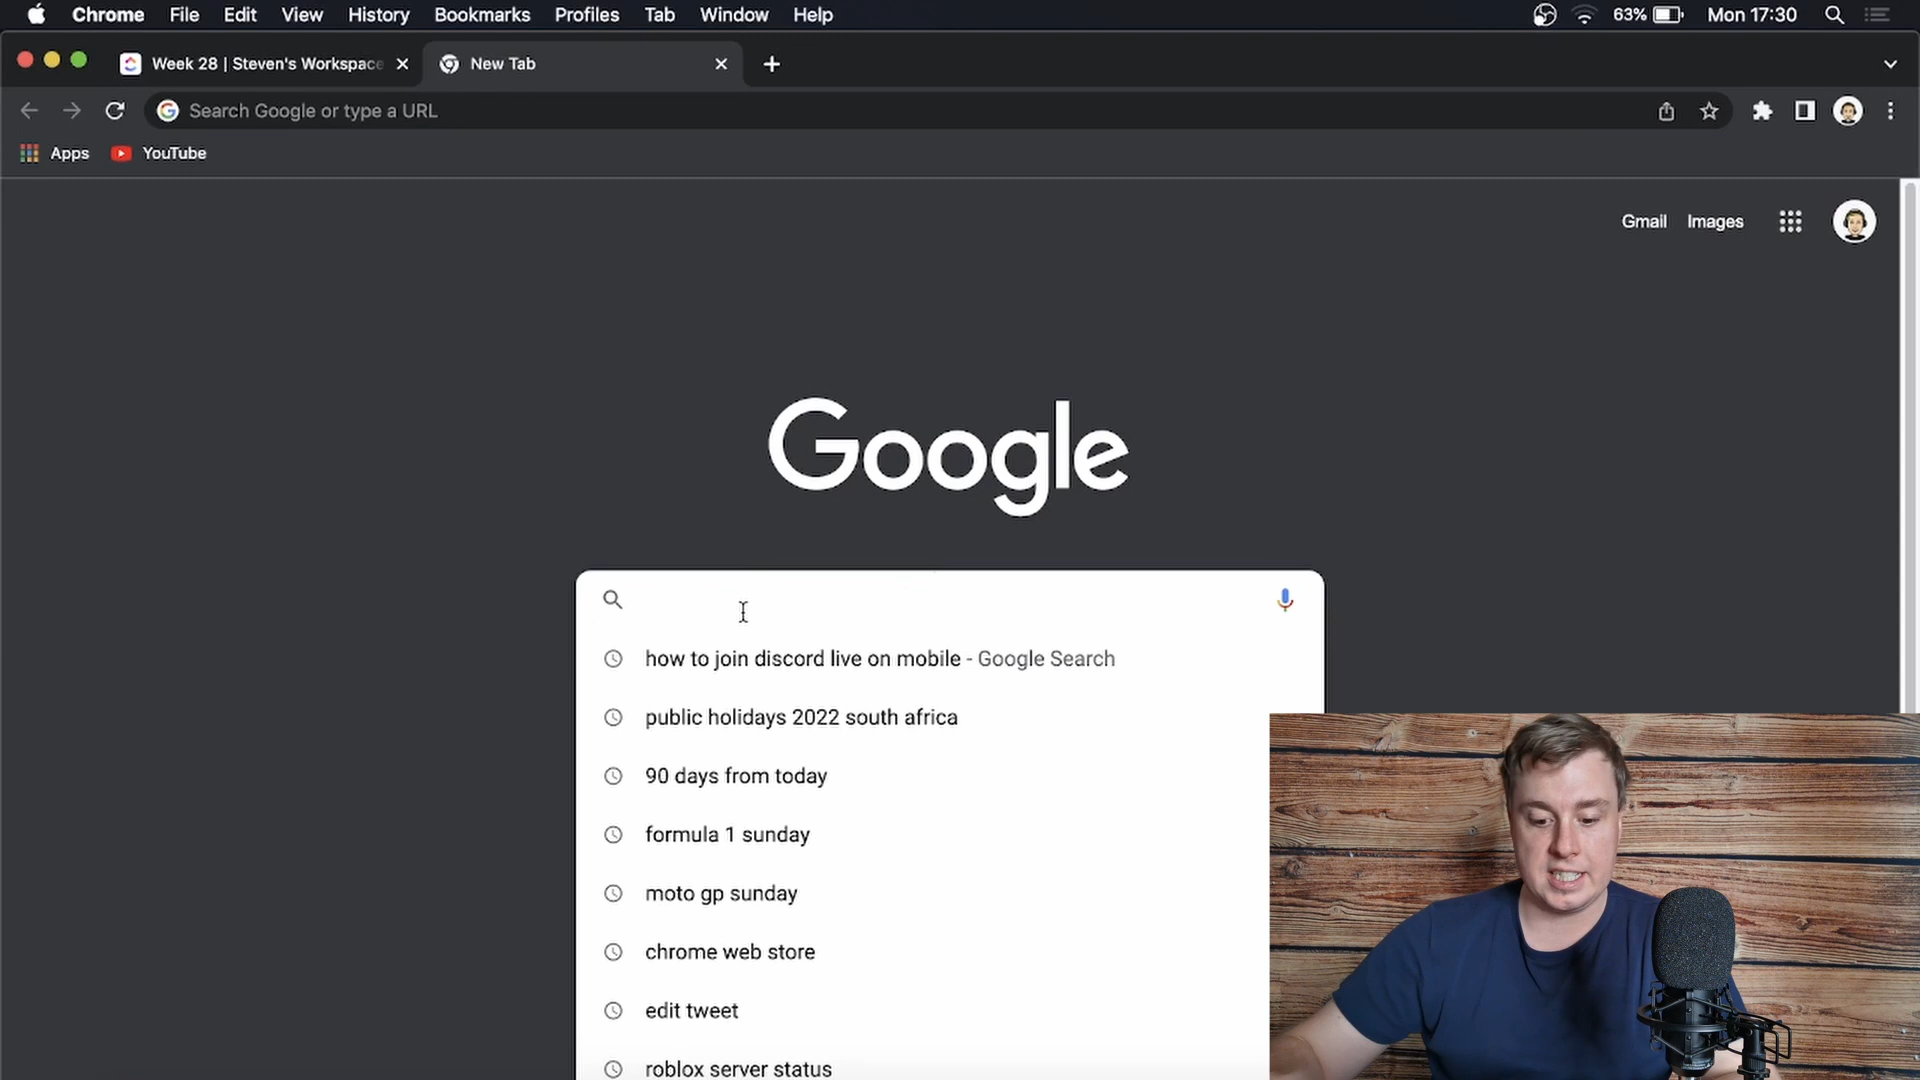 Chrome File Edit View History Bookmarks Profiles Tab Window Help 63% Mon 17:30
Week 28 | Steven's Workspace New Tab
Search Google or type a URL
Apps YouTube
Gmail Images
Google
how to join discord live on mobile - Google Search
public holidays 2022 south africa
90 days from today
formula 1 sunday
moto gp sunday
chrome web store
edit tweet
roblox server status